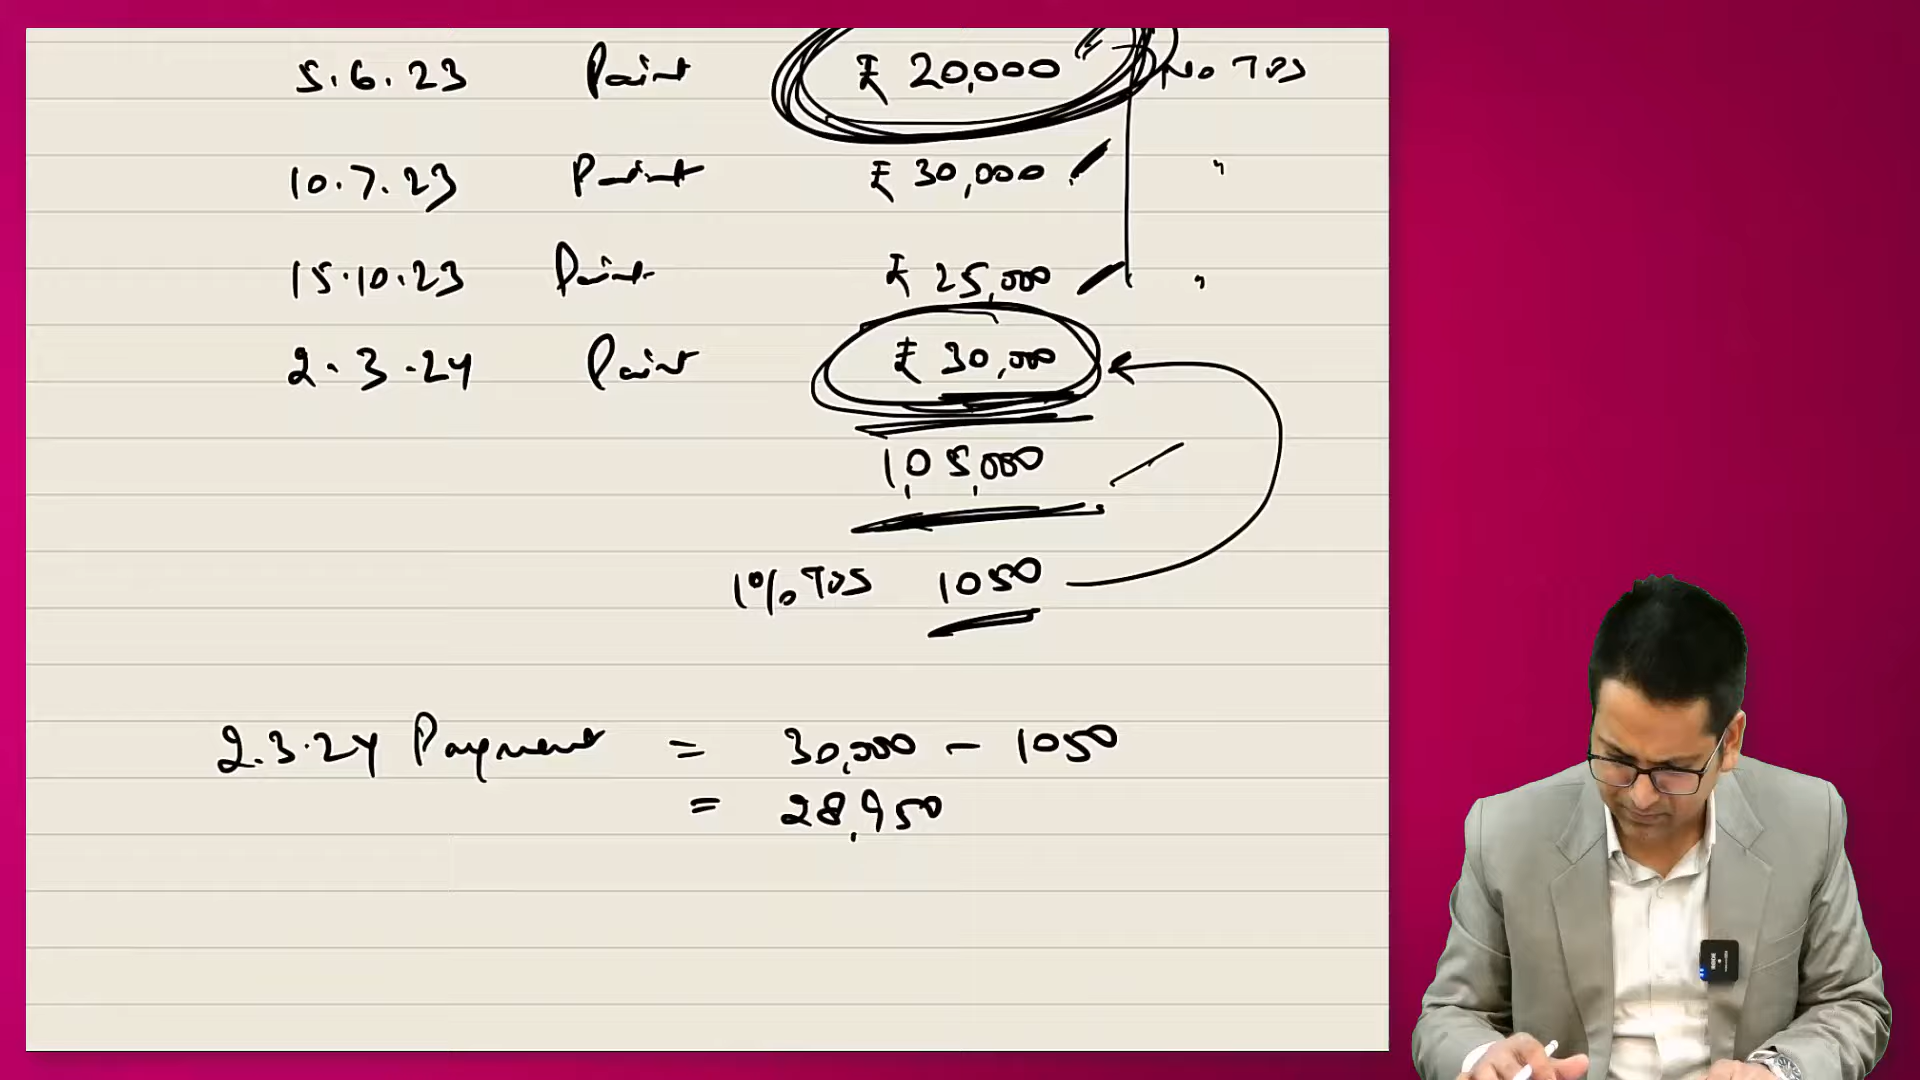 5.6.23 Paint ₹ 20,000 No TDS
10.7.23 Paint ₹ 30,000 "
15.10.23 Paint ₹ 25,000 "
2.3.24 Paint ₹ 30,000
1,05,000
1% TDS 1050
2.3.24 Payment = 30,000 - 1050
= 28,950